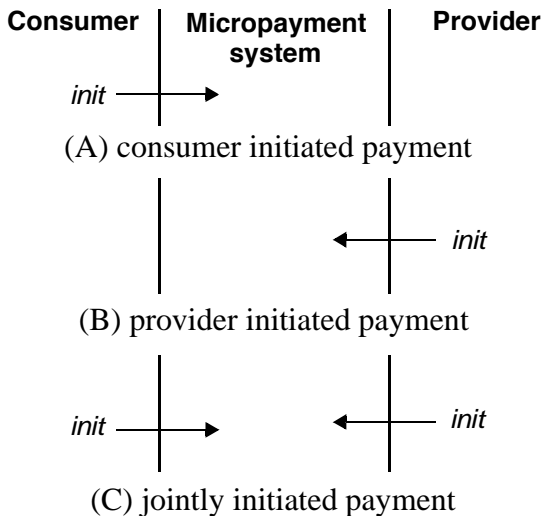 Consumer Micropayment system Provider
init
(A) consumer initiated payment
init
(B) provider initiated payment
init init
(C) jointly initiated payment